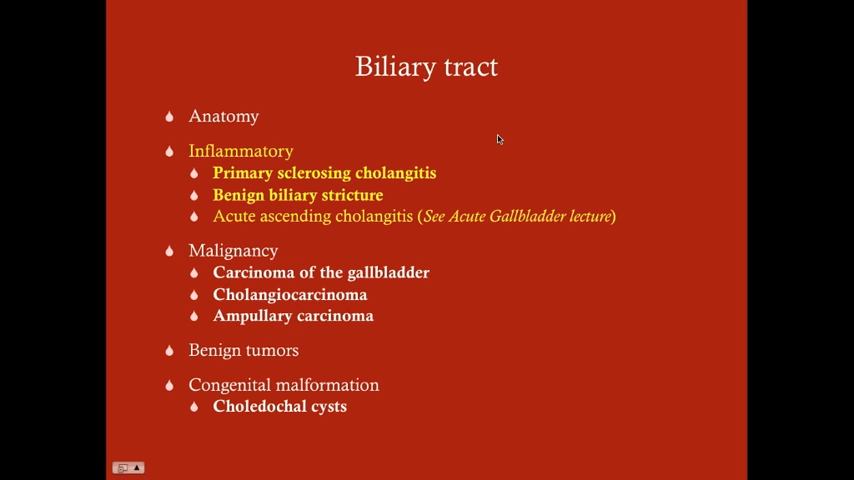 Biliary tract
Anatomy
Inflammatory
Primary sclerosing cholangitis
Benign biliary stricture
Acute ascending cholangitis (See Acute Gallbladder lecture)
Malignancy
Carcinoma of the gallbladder
Cholangiocarcinoma
Ampullary carcinoma
Benign tumors
Congenital malformation
Choledochal cysts